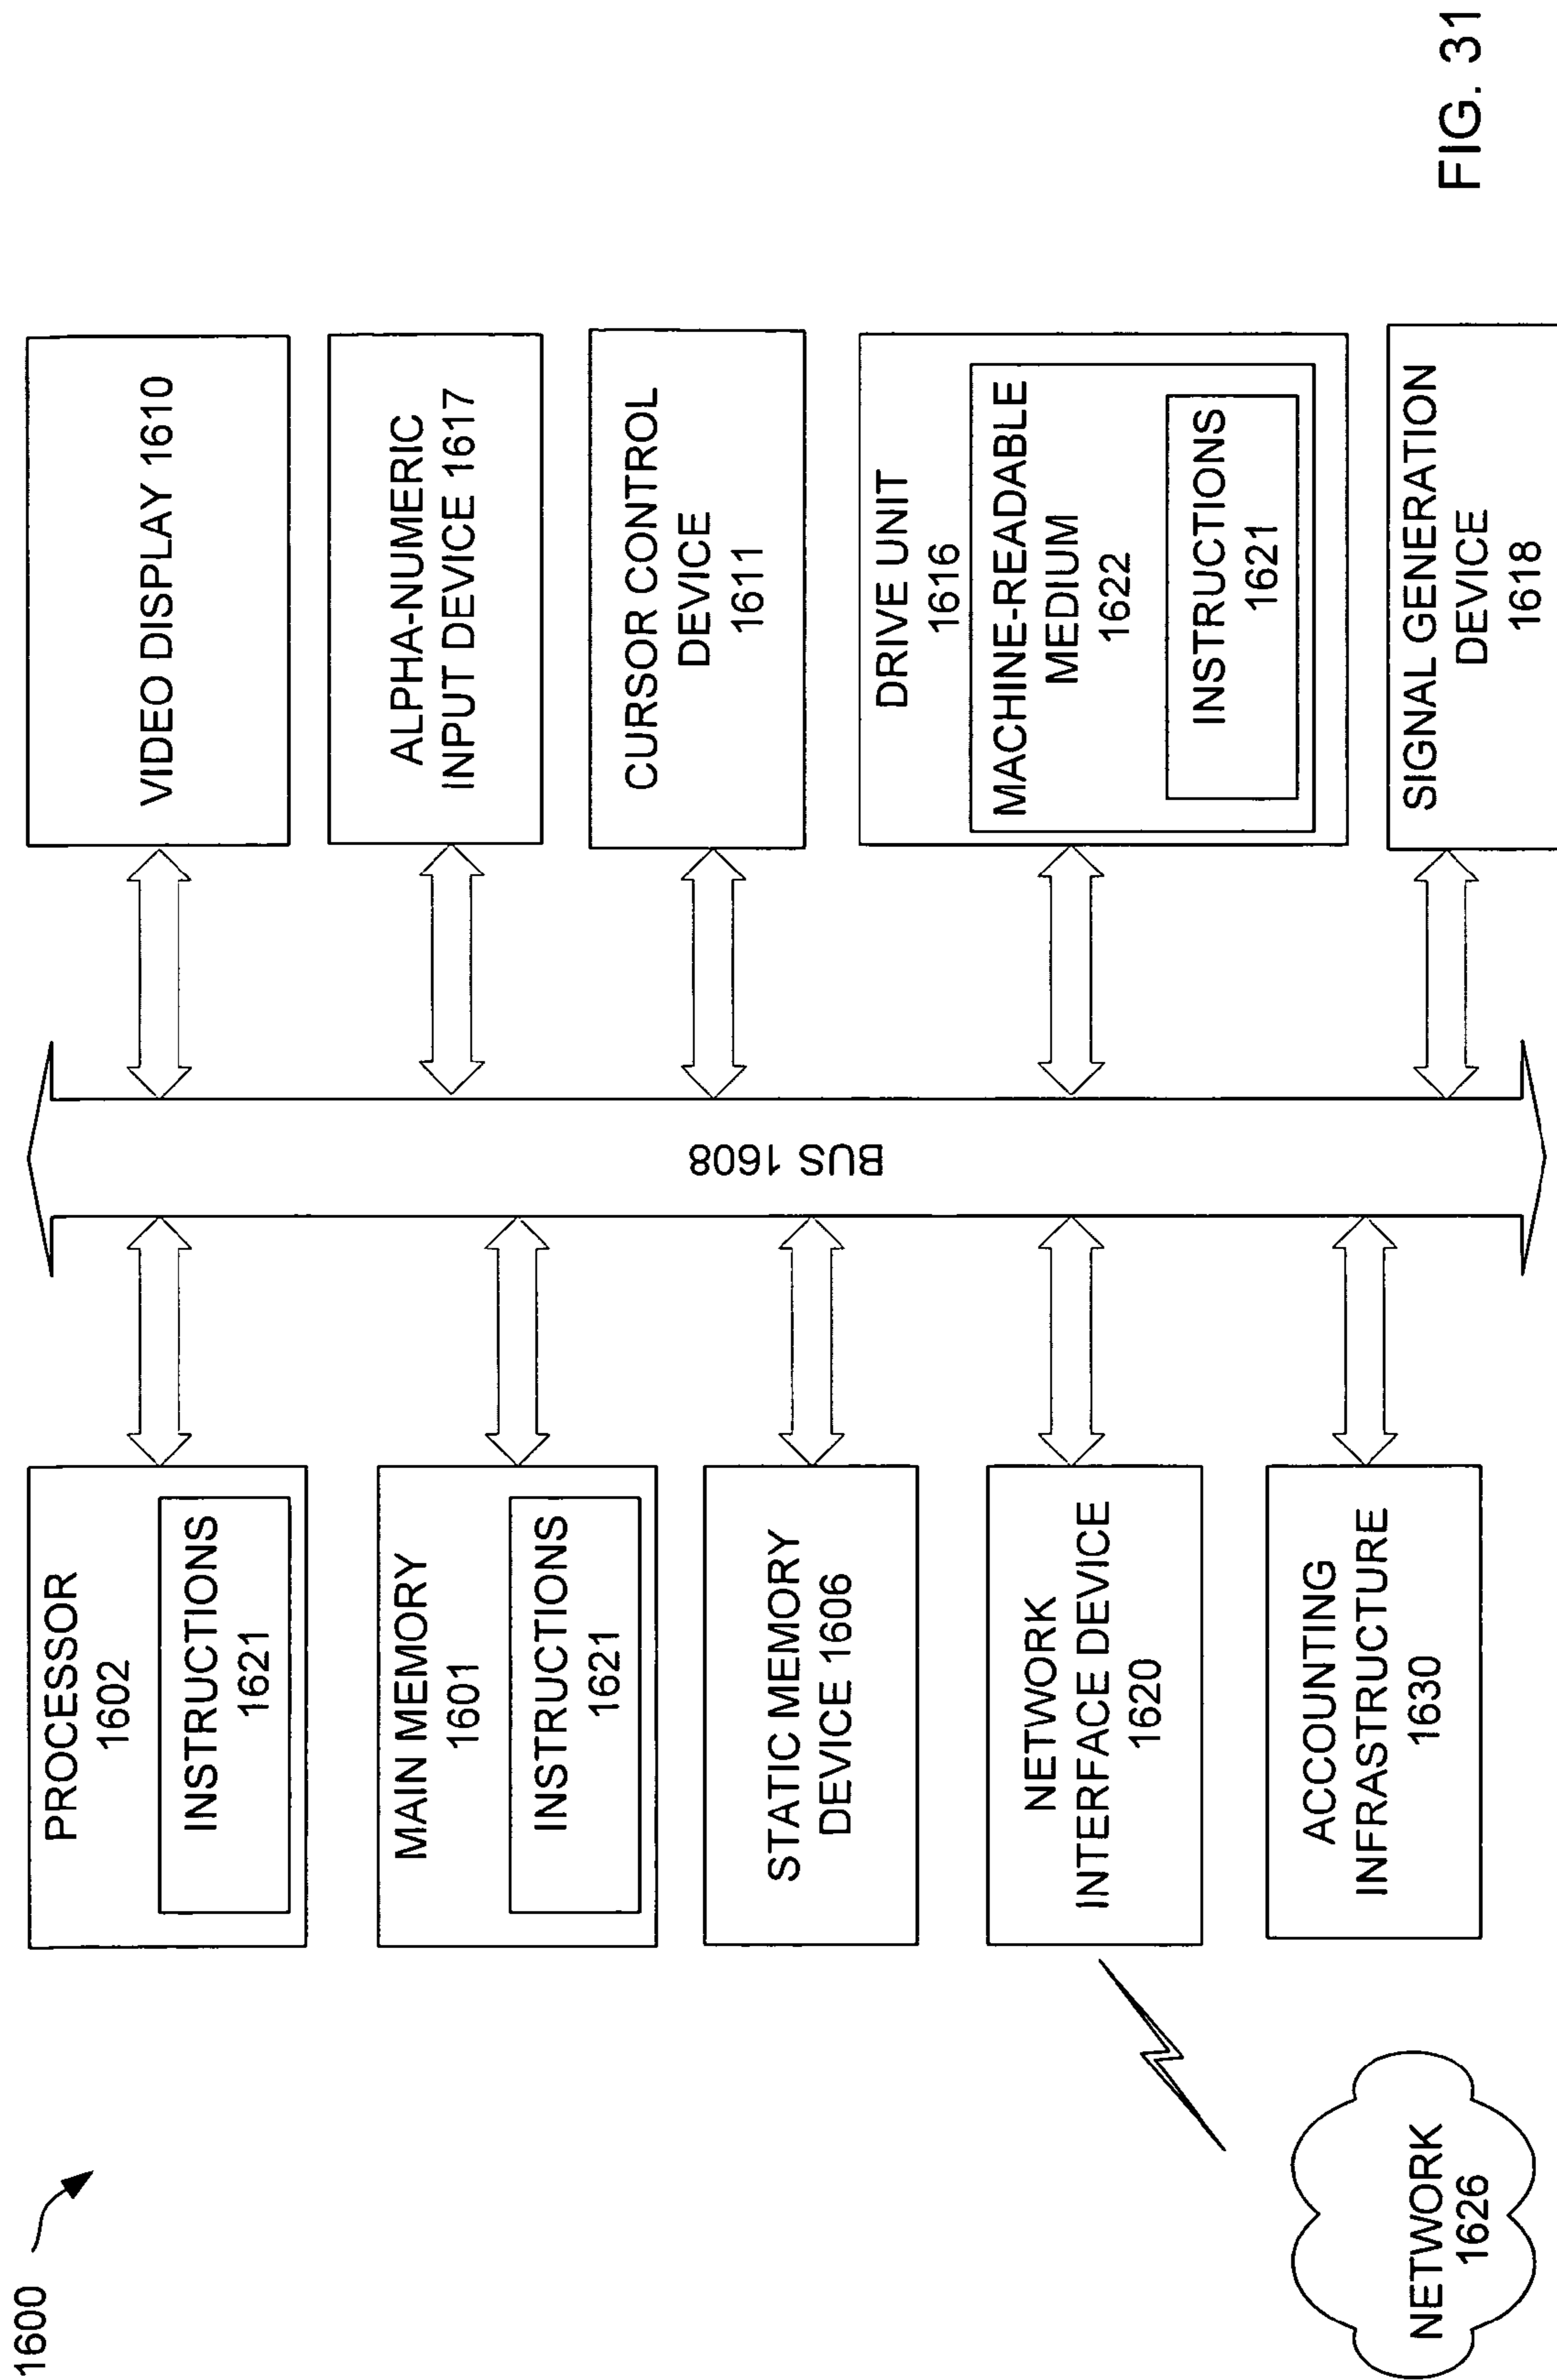 1600
PROCESSOR
1602
INSTRUCTIONS
1621
MAIN MEMORY
1601
INSTRUCTIONS
1621
STATIC MEMORY
DEVICE 1606
NETWORK
INTERFACE DEVICE
1620
ACCOUNTING
INFRASTRUCTURE
1630
NETWORK
1626
BUS 1608
VIDEO DISPLAY 1610
ALPHA-NUMERIC
INPUT DEVICE 1617
CURSOR CONTROL
DEVICE
1611
DRIVE UNIT
1616
MACHINE-READABLE
MEDIUM
1622
INSTRUCTIONS
1621
SIGNAL GENERATION
DEVICE
1618
FIG. 31